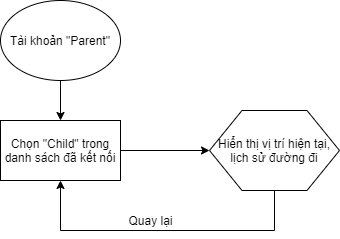 Tài khoản "Parent"
Chọn "Child" trong
danh sách đã kết nối
Hiển thị vị trí hiện tại,
lịch sử đường đi
Quay lại